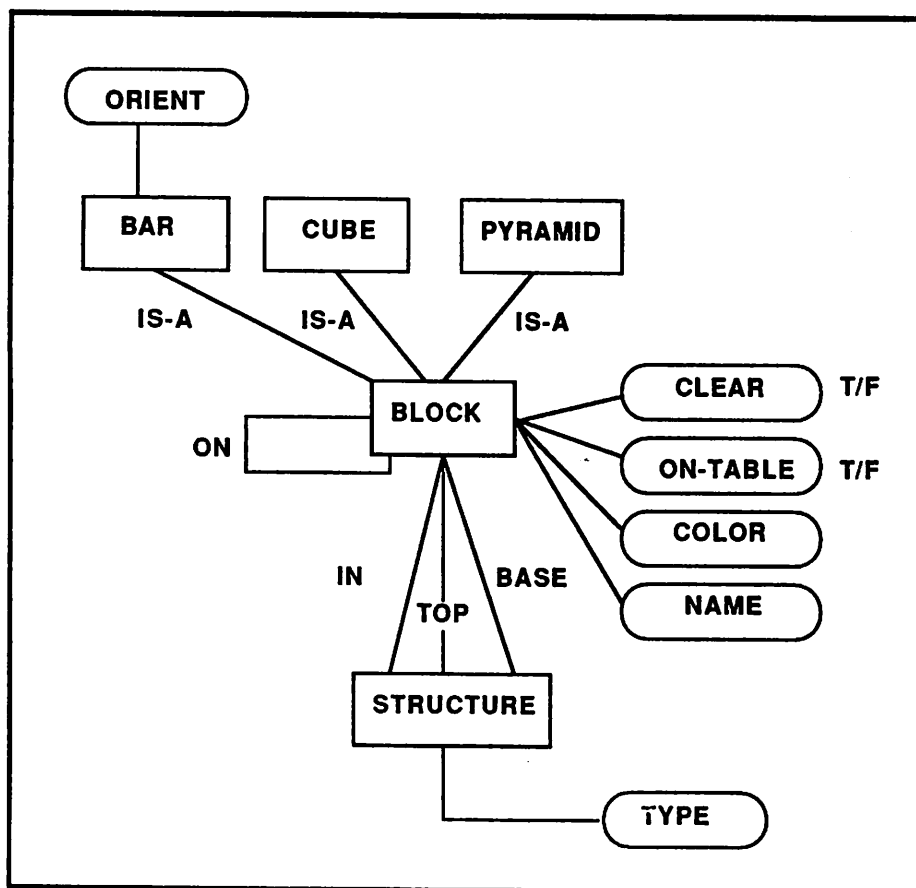 ORIENT
BAR
CUBE
PYRAMID
IS-A
IS-A
IS-A
BLOCK
CLEAR
T/F
ON
ON-TABLE
T/F
COLOR
IN
BASE
NAME
TOP
STRUCTURE
TYPE